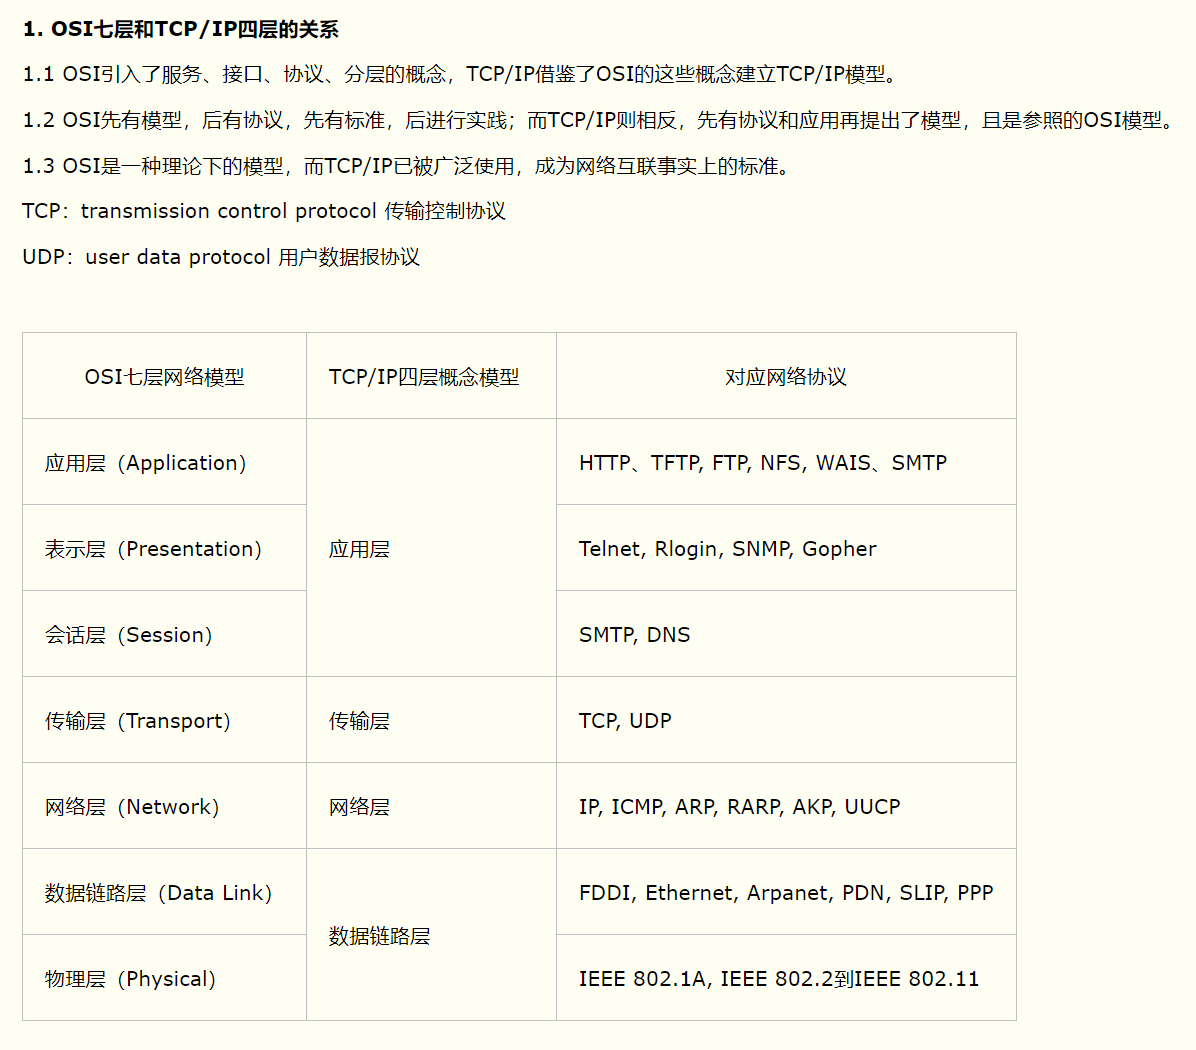 1. OSI七层和TCP/IP四层的关系
1.1 OSI引入了服务、接口、协议、分层的概念，TCP/IP借鉴了OSI的这些概念建立TCP/IP模型。
1.2 OSI先有模型，后有协议，先有标准，后进行实践；而TCP/IP则相反，先有协议和应用再提出了模型，且是参照的OSI模型。
1.3 OSI是一种理论下的模型，而TCP/IP已被广泛使用，成为网络互联事实上的标准。
TCP：transmission control protocol 传输控制协议
UDP：user data protocol 用户数据报协议
OSI七层网络模型 TCP/IP四层概念模型 对应网络协议
应用层（Application） HTTP、TFTP, FTP, NFS, WAIS、SMTP
表示层（Presentation） 应用层 Telnet, Rlogin, SNMP, Gopher
会话层（Session） SMTP, DNS
传输层（Transport） 传输层 TCP, UDP
网络层（Network） 网络层 IP, ICMP, ARP, RARP, AKP, UUCP
数据链路层（Data Link） FDDI, Ethernet, Arpanet, PDN, SLIP, PPP
数据链路层
物理层（Physical） IEEE 802.1A, IEEE 802.2到IEEE 802.11